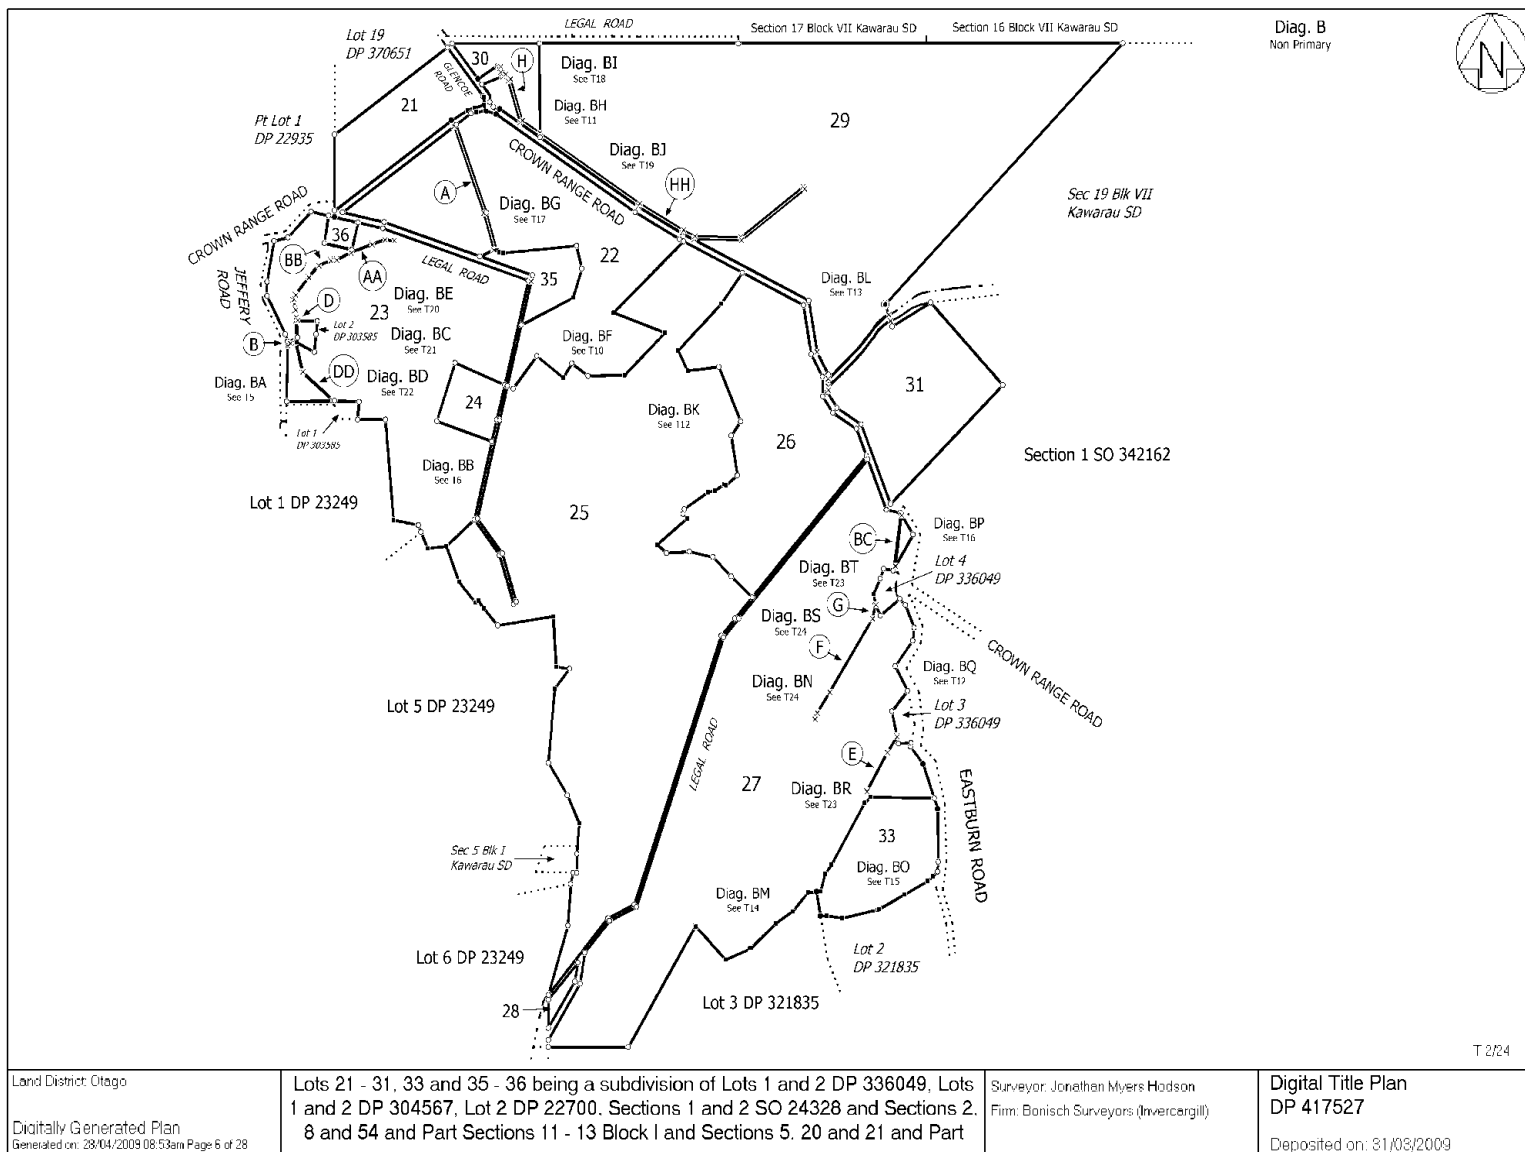 LEGAL ROAD
Section 17 Block VII Kawarau SD
Section 16 Block VII Kawarau SD
Diag. B
Non Primary
N
Lot 19
DP 370651
30
H
Diag. BI
See T18
GLENCOE
ROAD
21
Diag. BH
See T11
29
Pt Lot 1
DP 22935
CROWN RANGE ROAD
Diag. BJ
See T19
A
HH
Sec 19 Blk VII
Kawarau SD
CROWN RANGE ROAD
Diag. BG
See T17
36
22
BB
AA
LEGAL ROAD
35
JEFFERY
ROAD
Diag. BL
See T13
D
23
Diag. BE
See T20
Lot 2
DP 303585
Diag. BC
See T21
Diag. BF
See T10
B
DD
Diag. BA
See T5
Diag. BD
See T22
31
24
Diag. BK
See T12
Lot 1
DP 303585
26
Diag. BB
See T6
Section 1 SO 342162
Lot 1 DP 23249
25
BC
Diag. BP
See T16
Diag. BT
See T23
Lot 4
DP 336049
G
Diag. BS
See T24
F
CROWN RANGE ROAD
Diag. BQ
See T12
Diag. BN
See T24
Lot 5 DP 23249
Lot 3
DP 336049
LEGAL ROAD
E
27
Diag. BR
See T23
EASTBURN ROAD
33
Sec 5 Blk I
Kawarau SD
Diag. BO
See T15
Diag. BM
See T14
Lot 6 DP 23249
Lot 2
DP 321835
28
Lot 3 DP 321835
T 2/24
Land District: Otago
Digitally Generated Plan
Generated on: 28/04/2009 08:53am Page 6 of 28
Lots 21 - 31, 33 and 35 - 36 being a subdivision of Lots 1 and 2 DP 336049, Lots
1 and 2 DP 304567, Lot 2 DP 22700, Sections 1 and 2 SO 24328 and Sections 2,
8 and 54 and Part Sections 11 - 13 Block I and Sections 5, 20 and 21 and Part
Surveyor: Jonathan Myers Hodson
Firm: Bonisch Surveyors (Invercargill)
Digital Title Plan
DP 417527
Deposited on: 31/03/2009